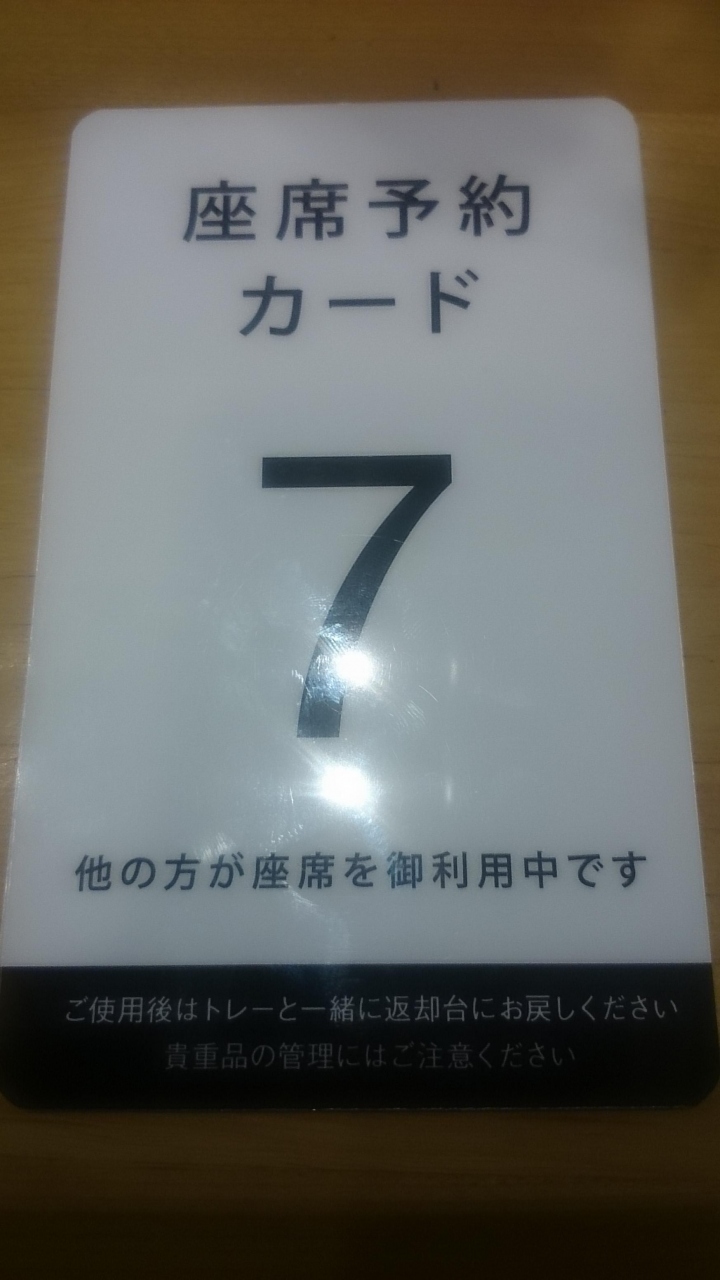 座席予約
カード
7
他の方が座席を御利用中です
ご使用後はトレーと一緒に返却台にお戻しください
貴重品の管理にはご注意ください